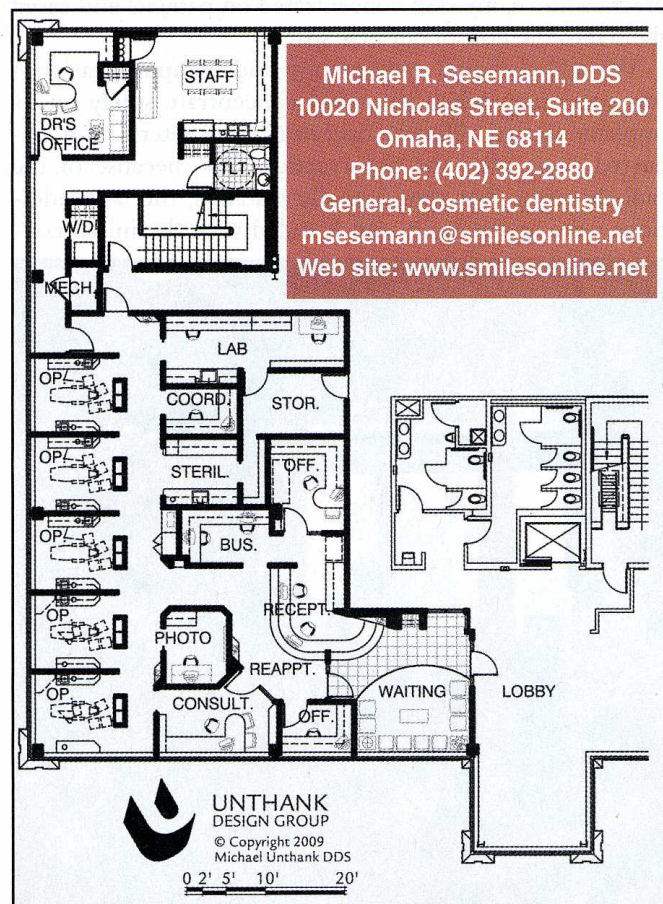 Michael R. Sesemann, DDS
10020 Nicholas Street, Suite 200
Omaha, NE 68114
Phone: (402) 392-2880
General, cosmetic dentistry
msesemann@smilesonline.net
Web site: www.smilesonline.net
STAFF
DR'S
OFFICE
TLT
W/D
MECH.
LAB
OP.
COORD.
STOR.
OP.
STERIL.
OFF.
OP.
BUS.
OP.
RECEPT.
PHOTO
REAPPT.
OP.
CONSULT.
OFF.
WAITING
LOBBY
UNTHANK
DESIGN GROUP
© Copyright 2009
Michael Unthank DDS
0 2' 5' 10' 20'